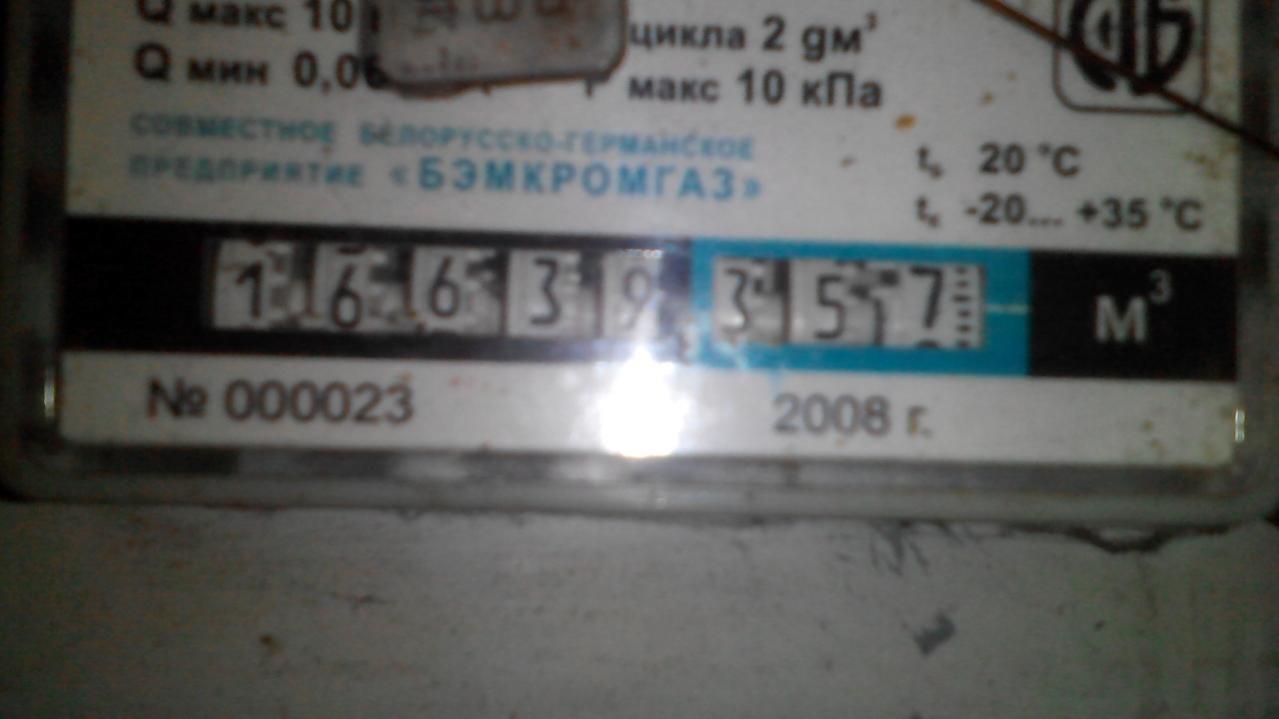 Q макс 10
цикла 2 gм³
Q мин 0,0
макс 10 кПа
СОВМЕСТНОЕ БЕЛОРУССКО-ГЕРМАНСКОЕ
ПРЕДПРИЯТИЕ «БЭМКРОМГАЗ»
20 °C
-20... +35 °C
16639 357 м³
№ 000023
2008 г.